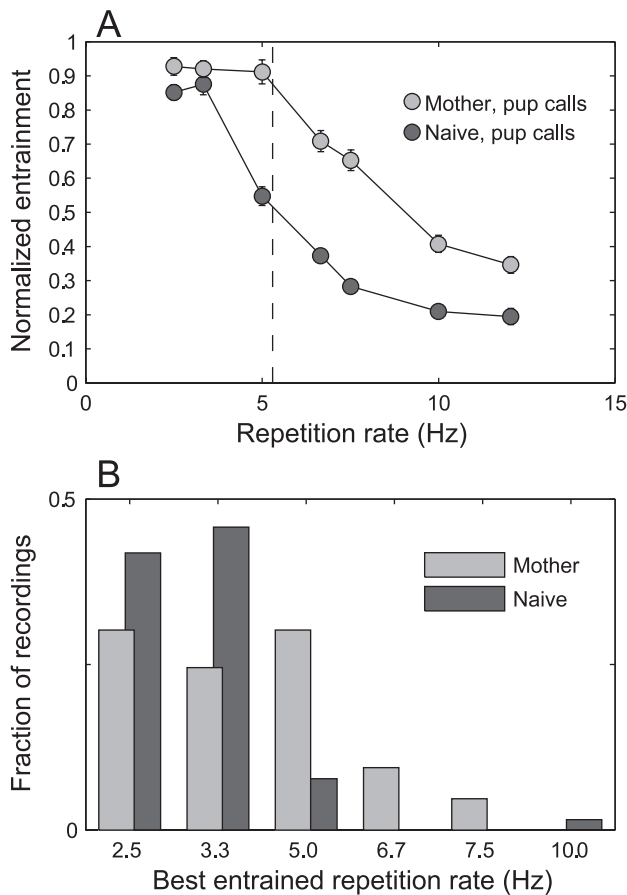 A
1
0.9
0.8
0.7
0.6
0.5
0.4
0.3
0.2
0.1
0
Normalized entrainment
Mother, pup calls
Naive, pup calls
0 5 10 15
Repetition rate (Hz)
B
0.5
0
Fraction of recordings
Mother
Naive
2.5 3.3 5.0 6.7 7.5 10.0
Best entrained repetition rate (Hz)